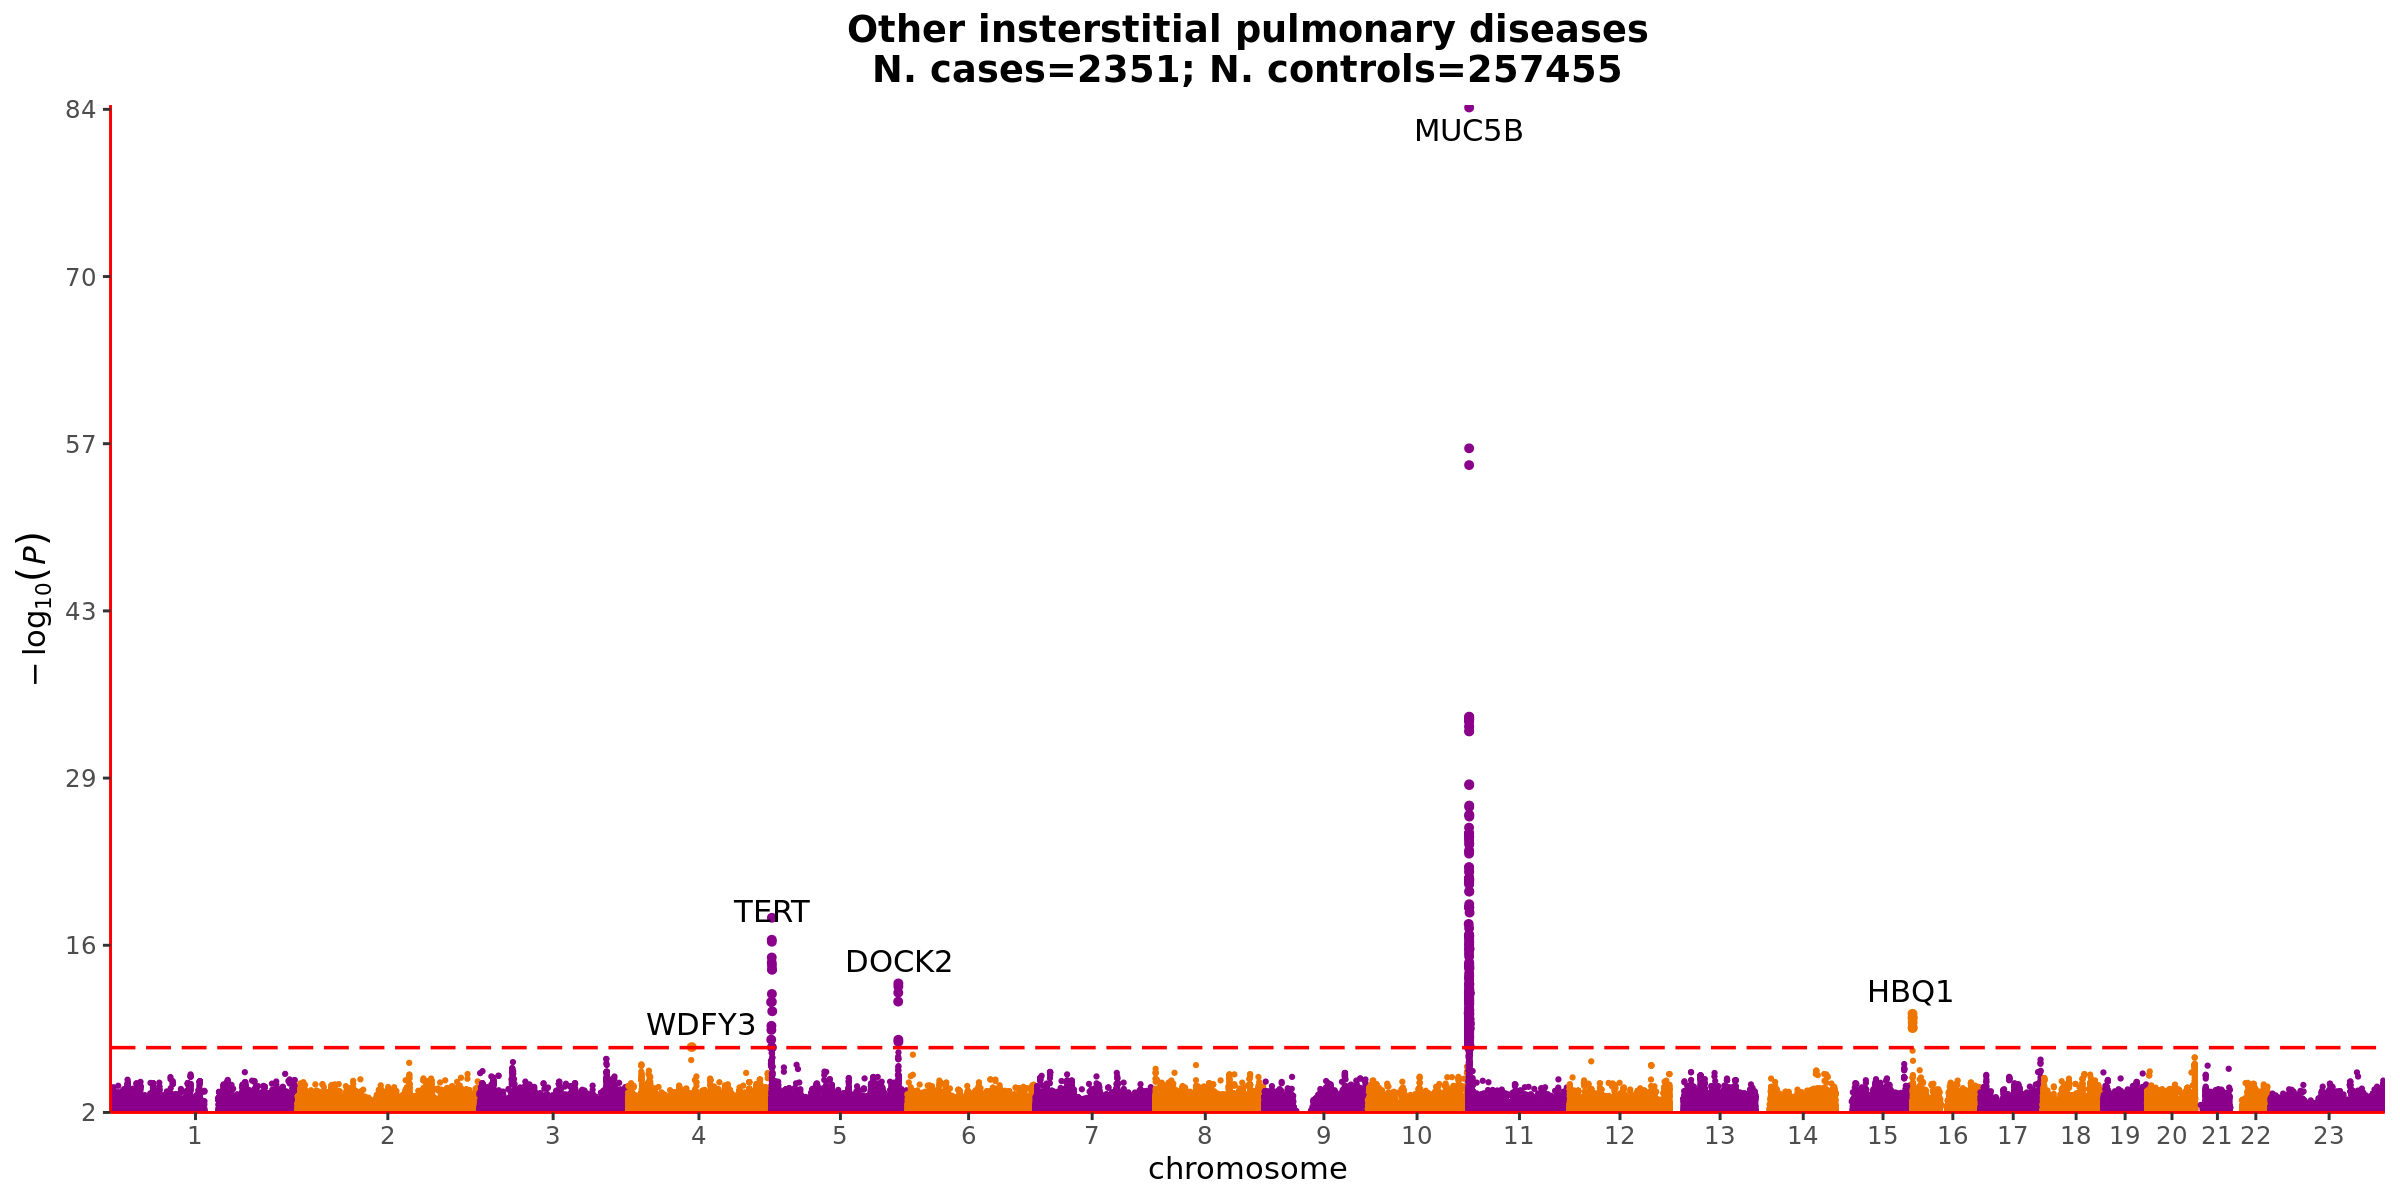 Other insterstitial pulmonary diseases
N. cases=2351; N. controls=257455
84
MUC5B
70
57
43
29
TERT
16
DOCK2
HBQ1
WDFY3
2
−log10(P)
1 2 3 4 5 6 7 8 9 10 11 12 13 14 15 16 17 18 19 20 21 22 23
chromosome